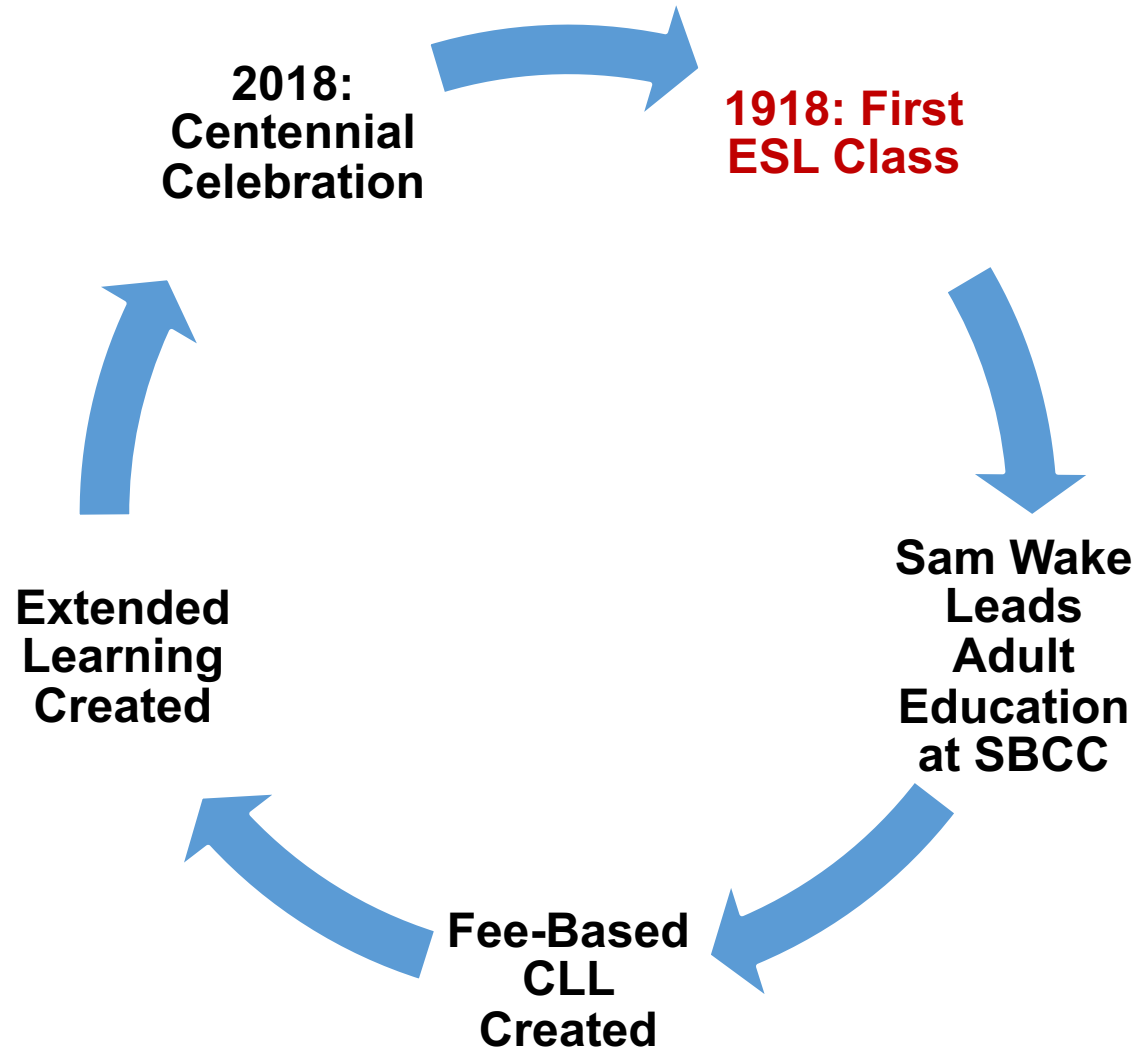 1918: First
ESL Class
Sam Wake
Leads
Adult
Education
at SBCC
Fee-Based
CLL
Created
Extended
Learning
Created
2018:
Centennial
Celebration